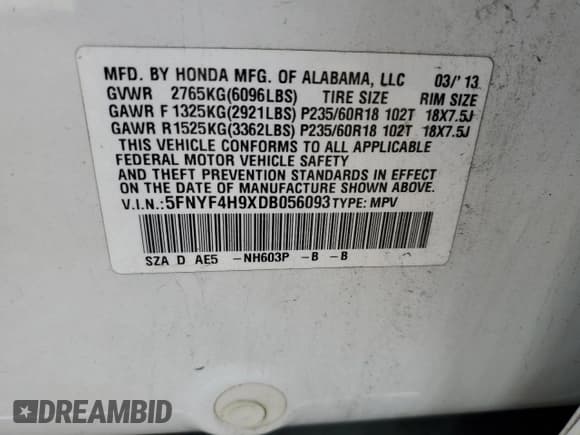 MFD. BY HONDA MFG. OF ALABAMA, LLC 03/'13
GVWR 2765KG(6096LBS) TIRE SIZE RIM SIZE
GAWR F1325KG(2921LBS) P235/60R18 102T 18X7.5J
GAWR R1525KG(3362LBS) P235/60R18 102T 18X7.5J
THIS VEHICLE CONFORMS TO ALL APPLICABLE
FEDERAL MOTOR VEHICLE SAFETY
AND THEFT PREVENTION STANDARDS IN EFFECT
ON THE DATE OF MANUFACTURE SHOWN ABOVE.
V.I.N.:5FNYF4H9XDB056093 TYPE: MPV
SZA D AE5 -NH603P -B -B
DREAMBID